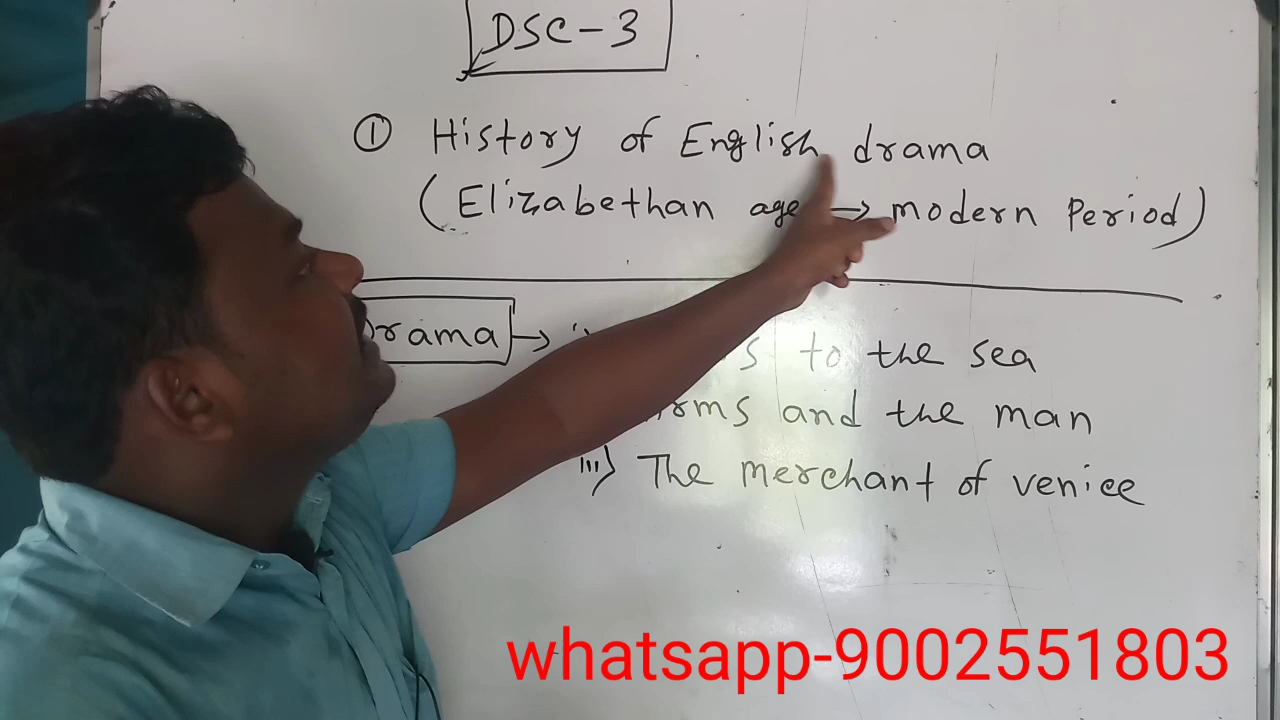 DSC-3
① History of English drama
(Elizabethan age → modern Period)
Drama → to the sea
and the man
iii) The merchant of venice
whatsapp-9002551803